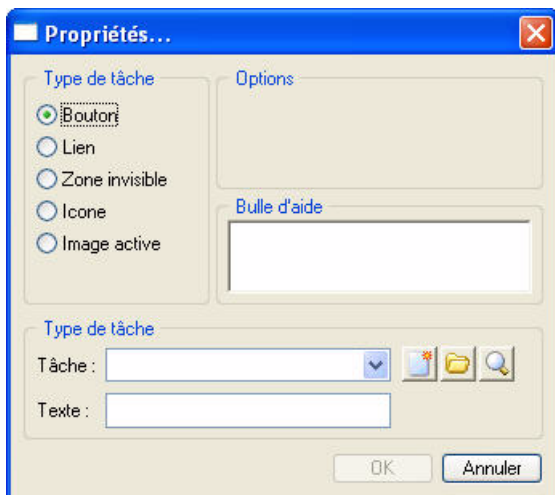 Propriétés...
Type de tâche
Bouton
Lien
Zone invisible
Icone
Image active
Options
Bulle d'aide
Type de tâche
Tâche :
Texte :
OK
Annuler